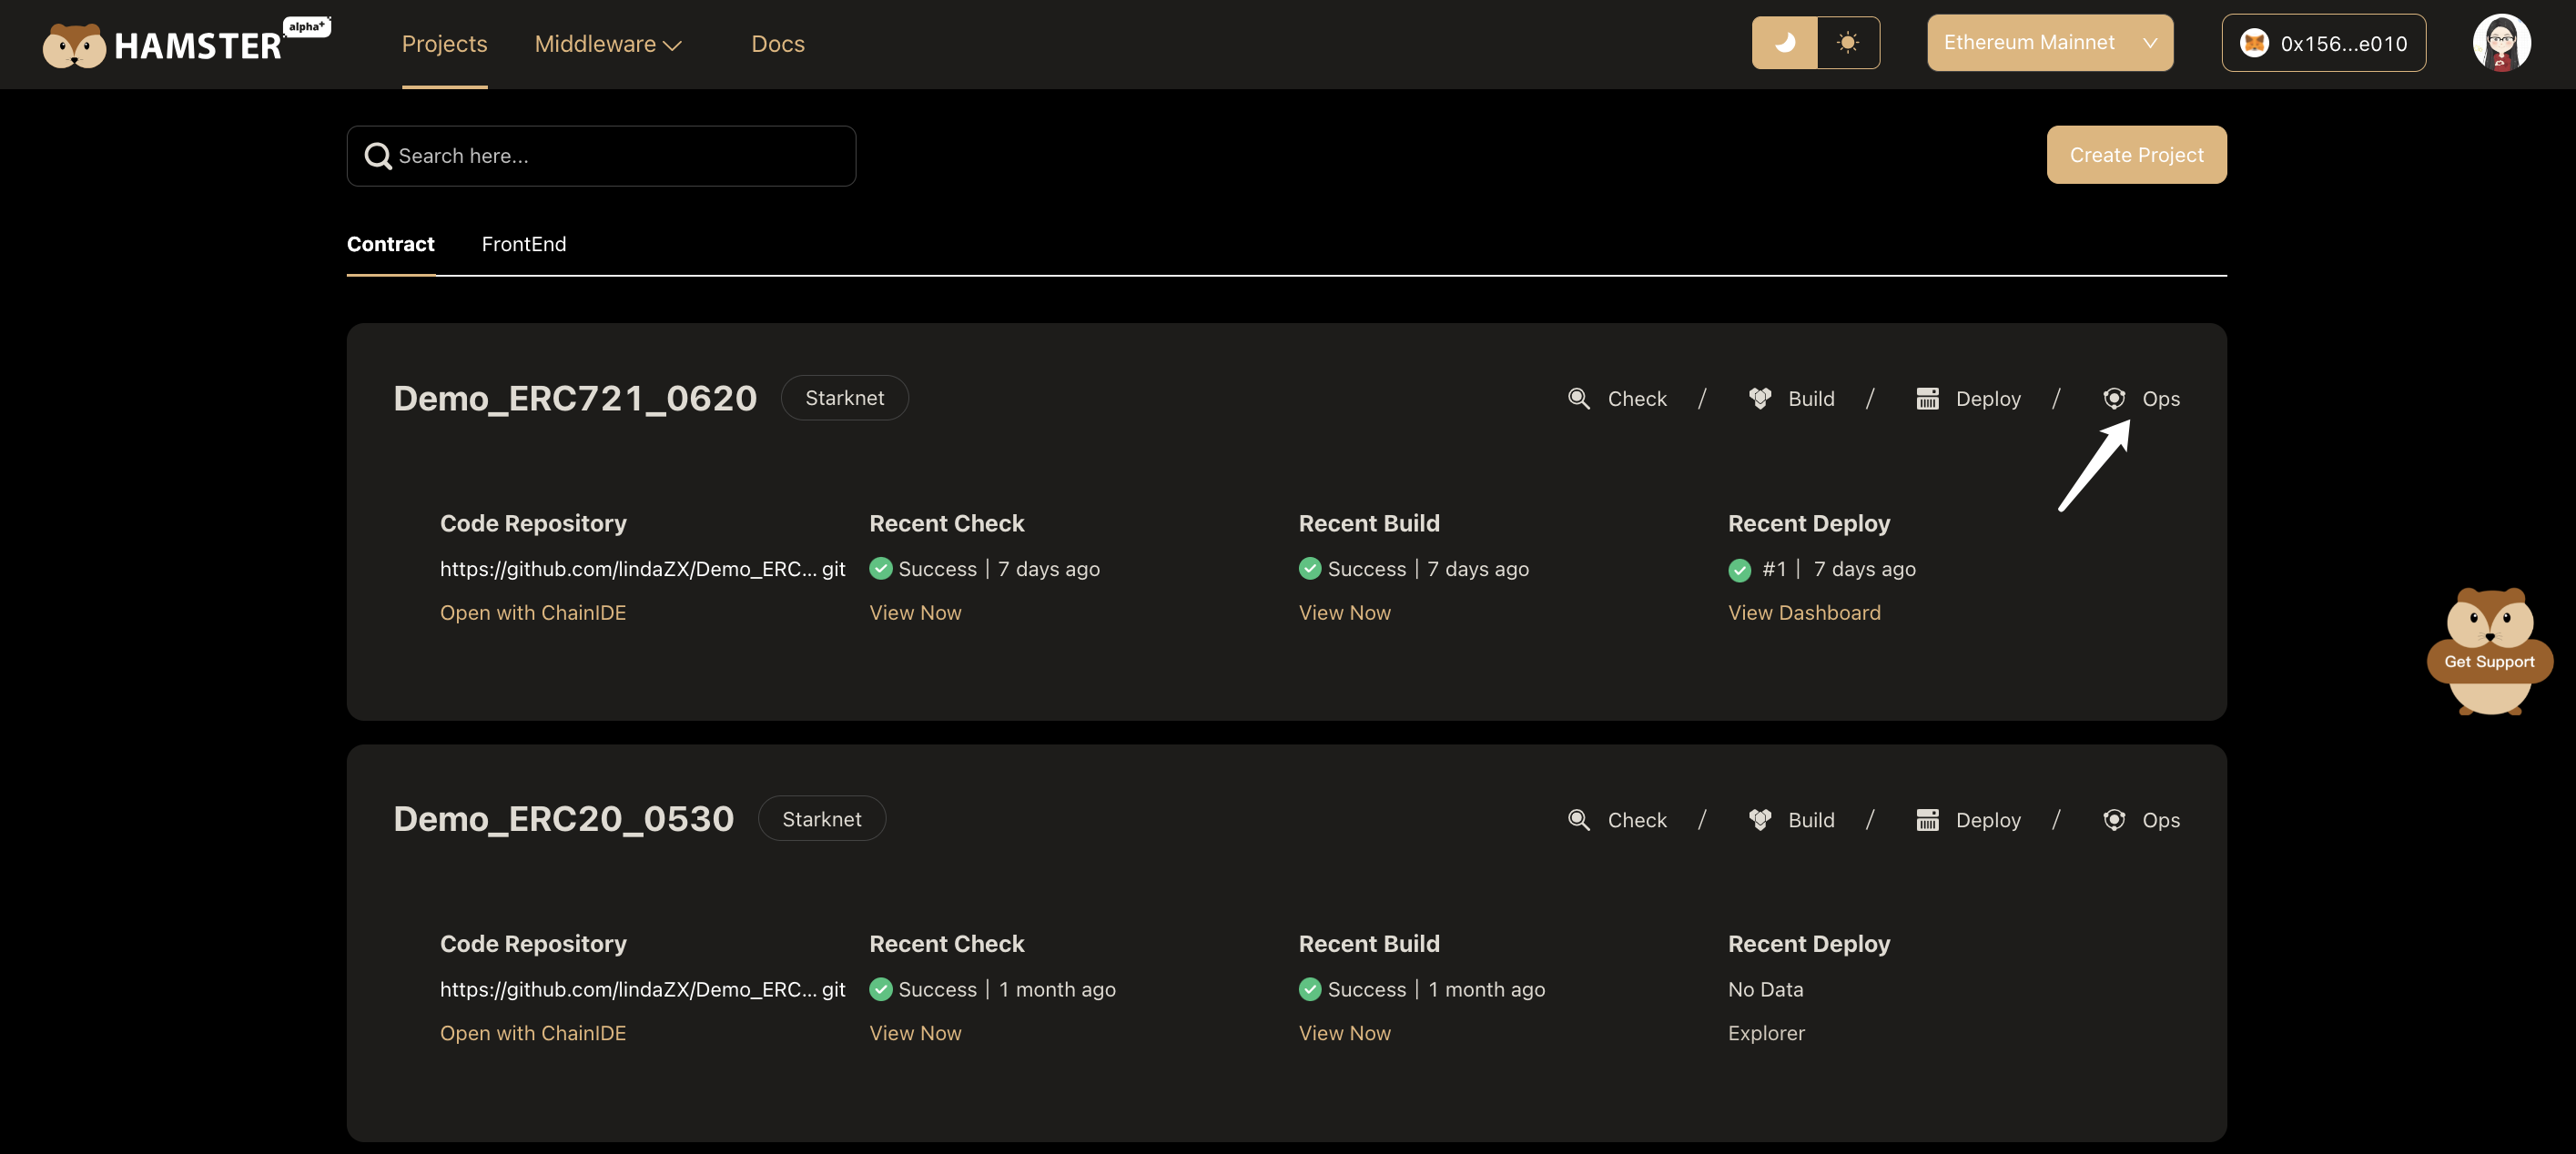 HAMSTER alpha+ Projects Middleware Docs Ethereum Mainnet 0x156...e010
Search here... Create Project
Contract FrontEnd
Demo_ERC721_0620 Starknet Check / Build / Deploy / Ops
Code Repository Recent Check Recent Build Recent Deploy
https://github.com/lindaZX/Demo_ERC... git Success | 7 days ago Success | 7 days ago #1 | 7 days ago
Open with ChainIDE View Now View Now View Dashboard
Get Support
Demo_ERC20_0530 Starknet Check / Build / Deploy / Ops
Code Repository Recent Check Recent Build Recent Deploy
https://github.com/lindaZX/Demo_ERC... git Success | 1 month ago Success | 1 month ago No Data
Open with ChainIDE View Now View Now Explorer